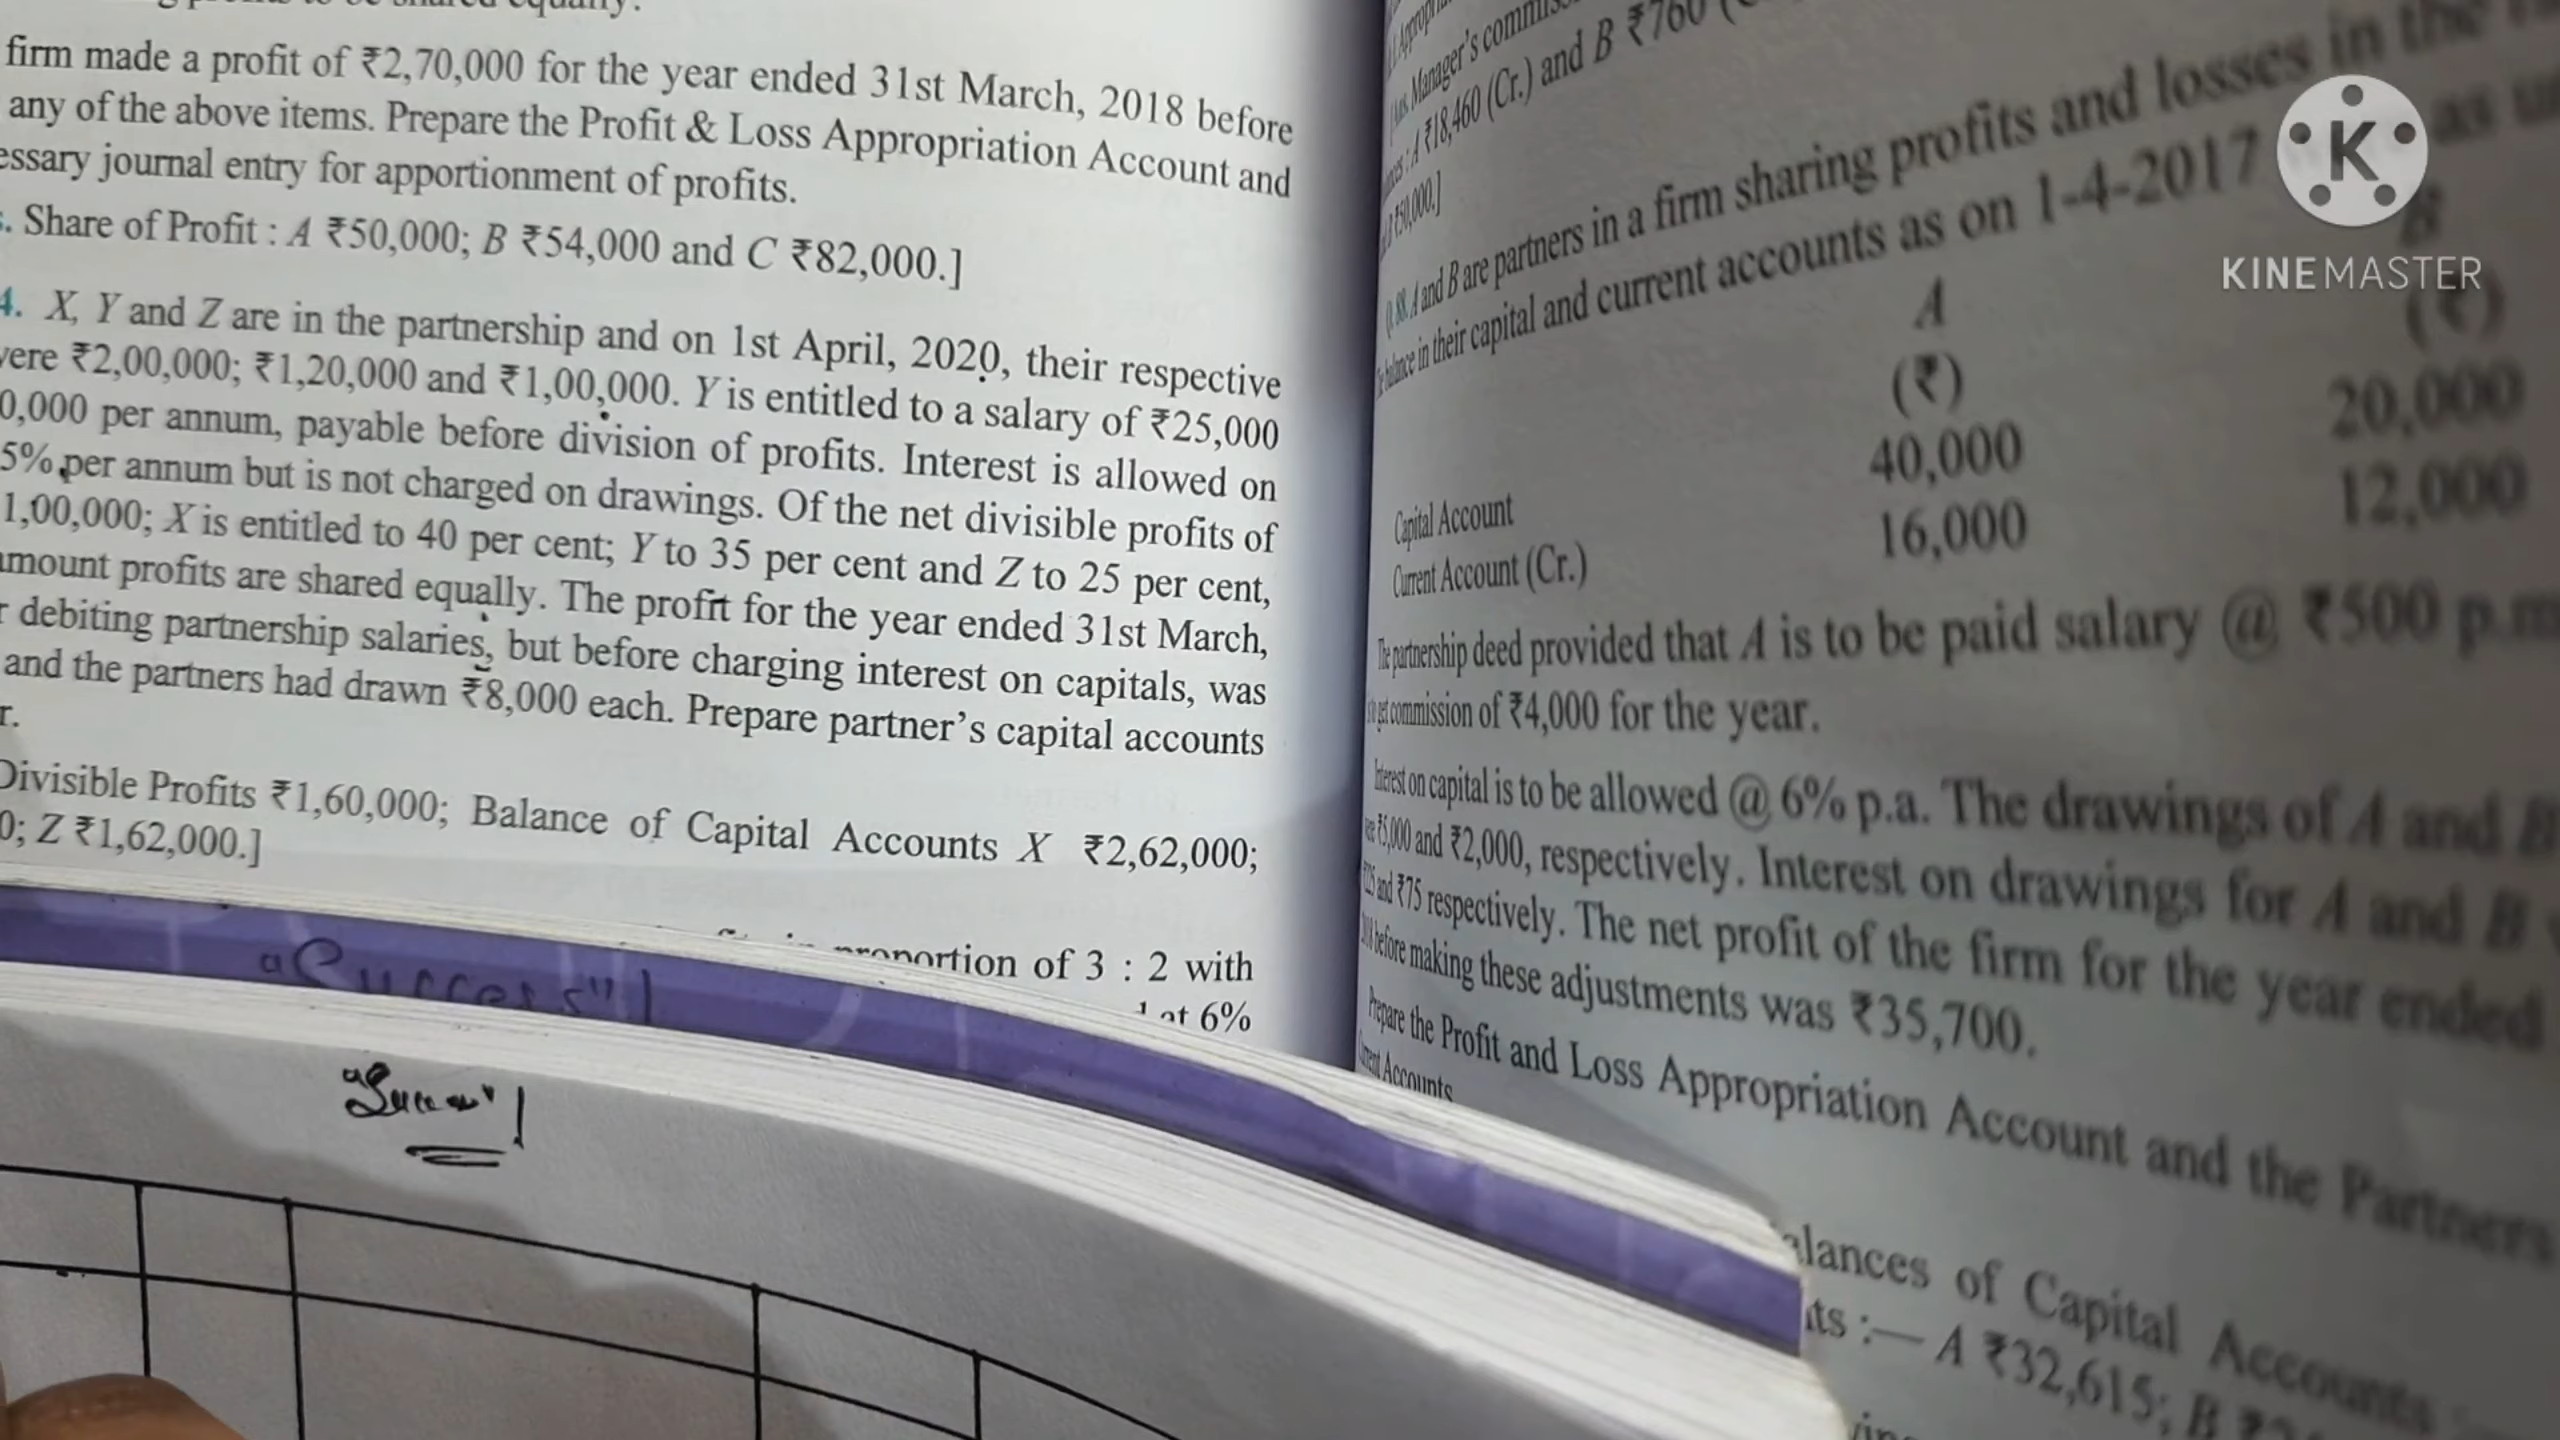 firm made a profit of ₹2,70,000 for the year ended 31st March, 2018 before
any of the above items. Prepare the Profit & Loss Appropriation Account and
essary journal entry for apportionment of profits.
Share of Profit : A ₹50,000; B ₹54,000 and C ₹82,000.]
4. X, Y and Z are in the partnership and on 1st April, 2020, their respective
ere ₹2,00,000; ₹1,20,000 and ₹1,00,000. Y is entitled to a salary of ₹25,000
0,000 per annum, payable before division of profits. Interest is allowed on
5% per annum but is not charged on drawings. Of the net divisible profits of
1,00,000; X is entitled to 40 per cent; Y to 35 per cent and Z to 25 per cent,
mount profits are shared equally. The profit for the year ended 31st March,
r debiting partnership salaries, but before charging interest on capitals, was
and the partners had drawn ₹8,000 each. Prepare partner's capital accounts
r.
Divisible Profits ₹1,60,000; Balance of Capital Accounts X ₹2,62,000;
0; Z ₹1,62,000.]
proportion of 3 : 2 with
at 6%
"Success"!
"Success"!
Manager's commiss
A ₹18,460 (Cr.) and B ₹760
₹50,000.]
Q. 88. A and B are partners in a firm sharing profits and losses in the
balance in their capital and current accounts as on 1-4-2017 as
A B
(₹) (₹)
Capital Account 40,000 20,000
Current Account (Cr.) 16,000 12,000
The partnership deed provided that A is to be paid salary @ ₹500 p.m
get commission of ₹4,000 for the year.
Interest on capital is to be allowed @ 6% p.a. The drawings of A and B
₹5,000 and ₹2,000, respectively. Interest on drawings for A and B
and ₹75 respectively. The net profit of the firm for the year ended
before making these adjustments was ₹35,700.
Prepare the Profit and Loss Appropriation Account and the Partners
Current Accounts
alances of Capital Accounts
ts :— A ₹32,615; B
K
KINEMASTER